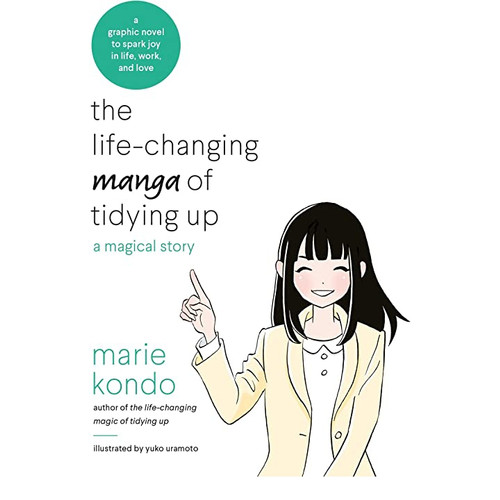 a
graphic novel
to spark joy
in life, work,
and love
the
life-changing
manga of
tidying up
a magical story
marie
kondo
author of the life-changing
magic of tidying up
illustrated by yuko uramoto